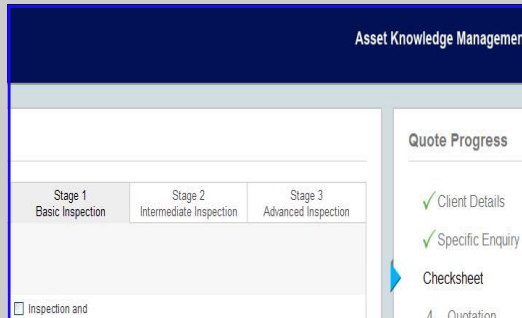 Asset Knowledge Managemen
Quote Progress
Stage 1
Basic Inspection
Stage 2
Intermediate Inspection
Stage 3
Advanced Inspection
Client Details
Specific Enquiry
Checksheet
4 Quotation
Inspection and